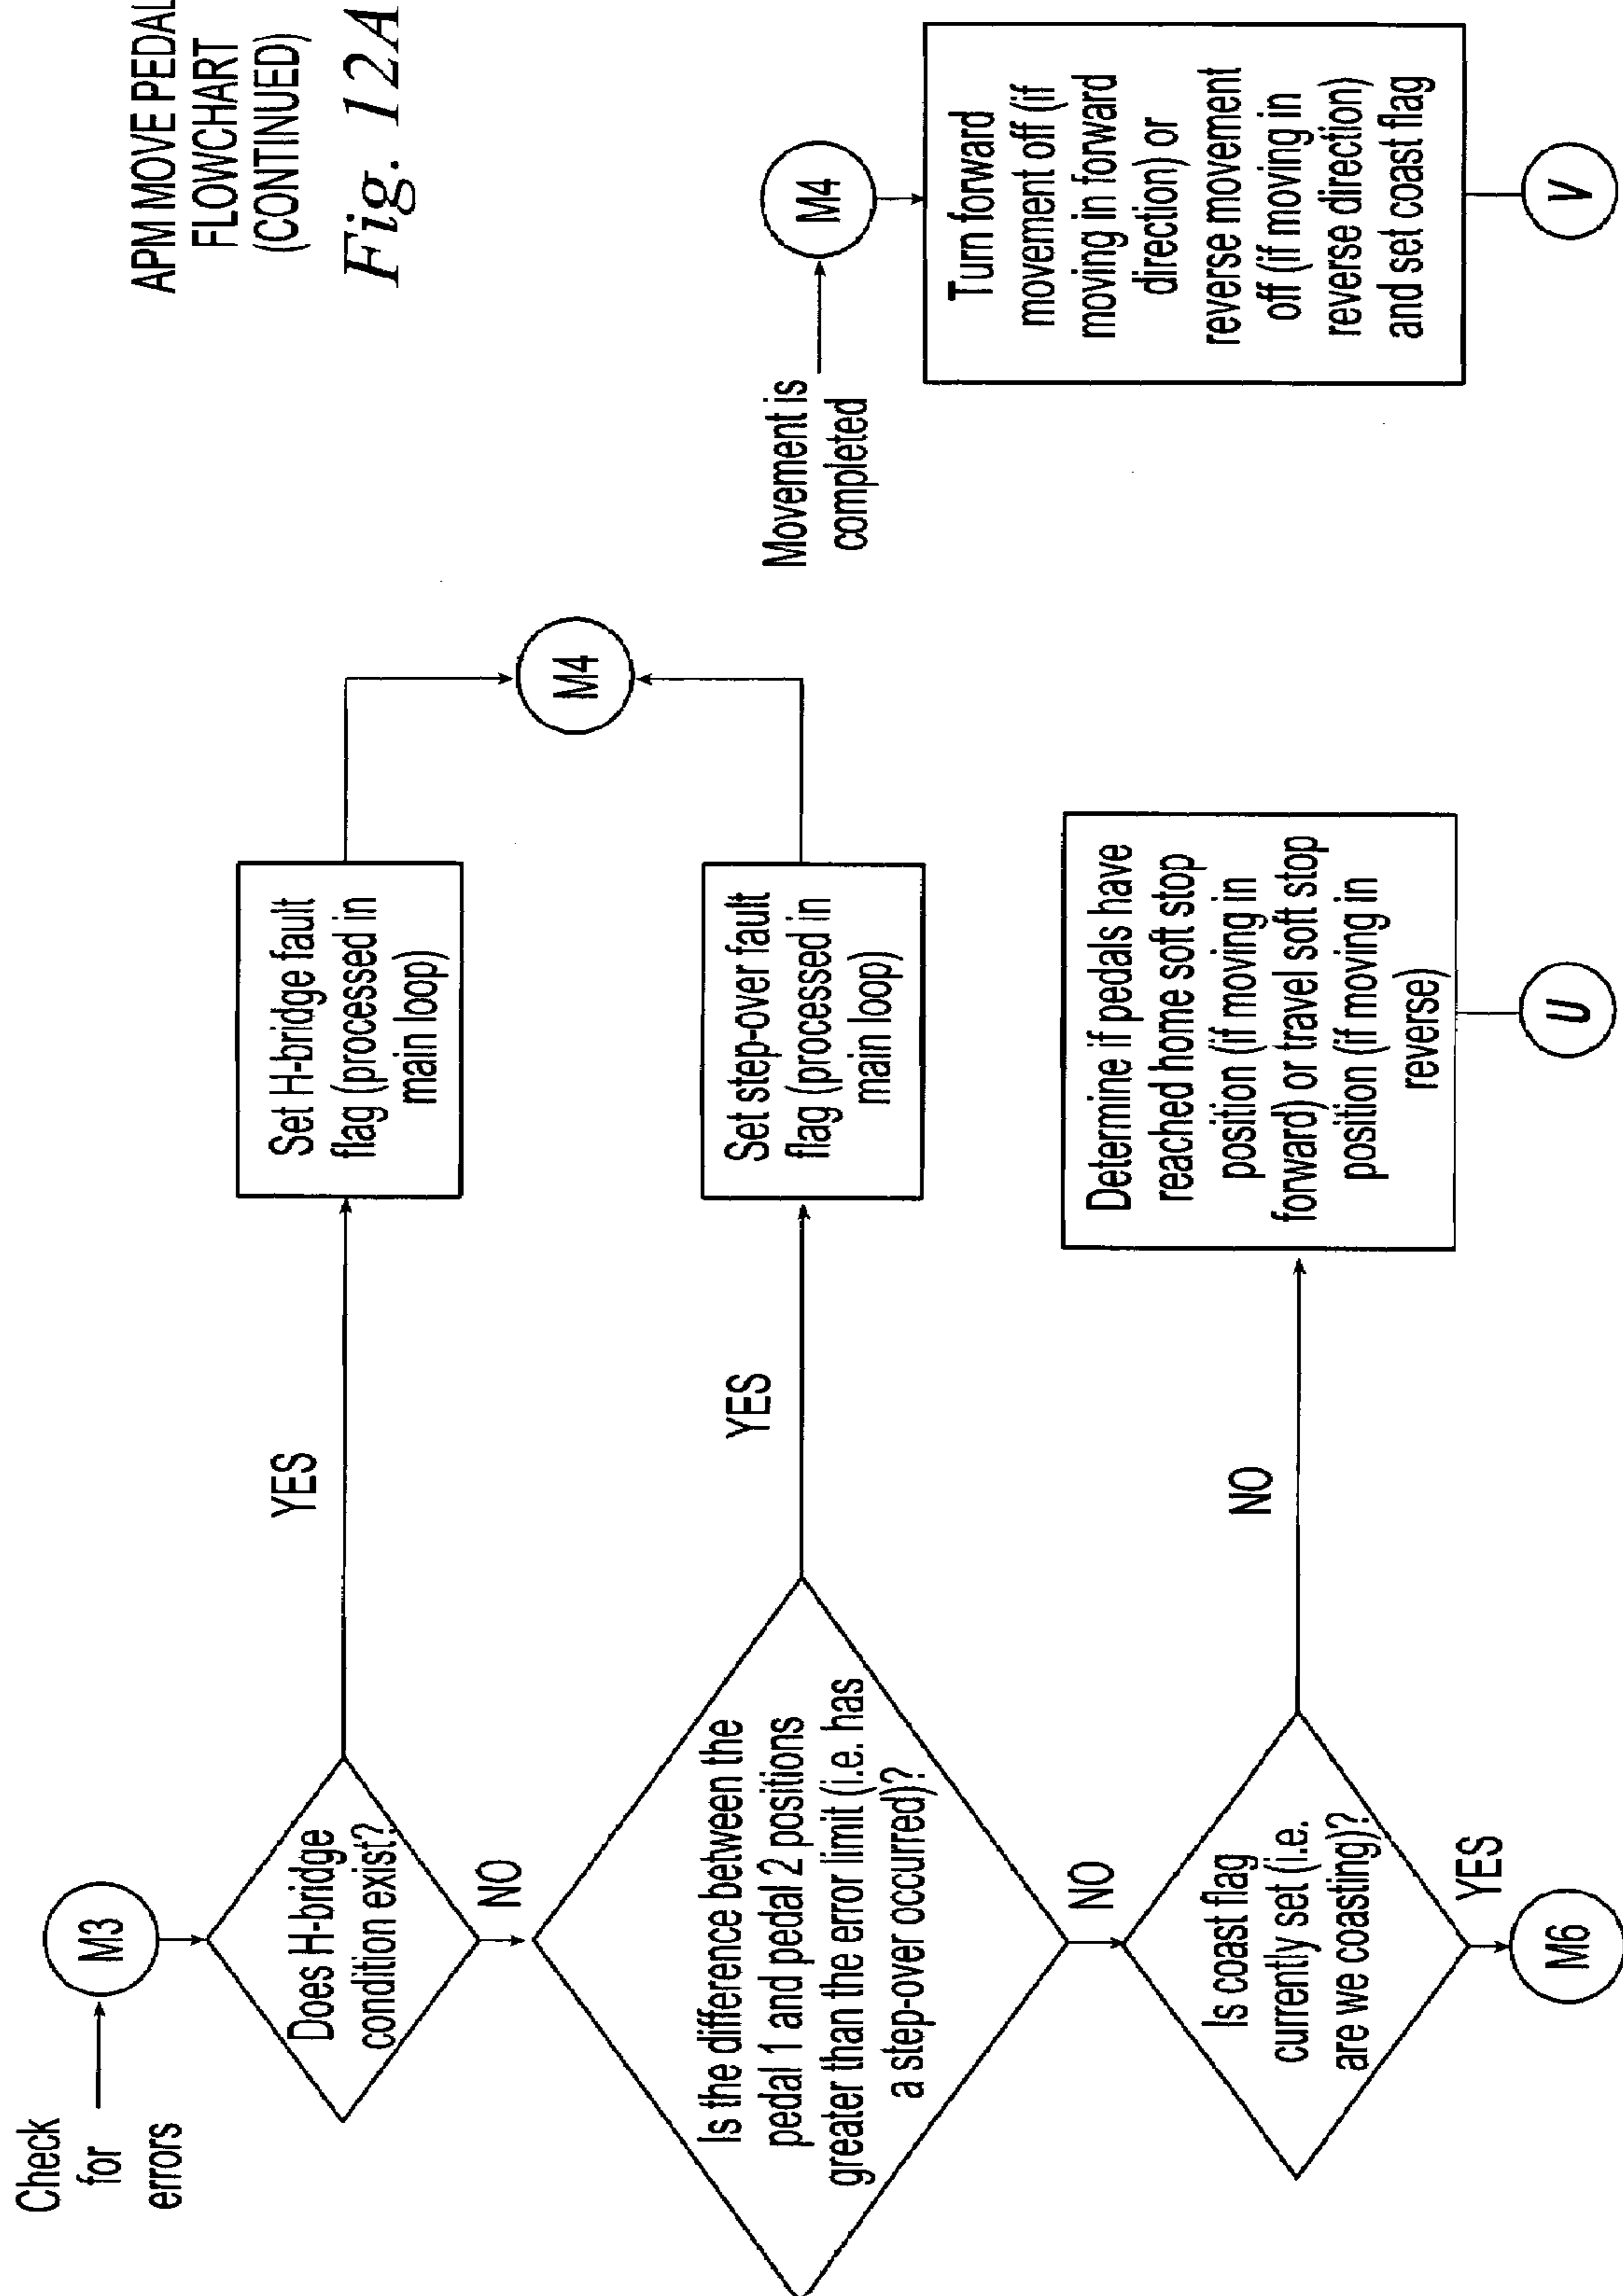 APM MOVE PEDAL
FLOWCHART
(CONTINUED)
Fig. 12A
Check
for
errors
M3
Does H-bridge
condition exist?
YES
Set H-bridge fault
flag (processed in
main loop)
NO
M4
Is the difference between the
pedal 1 and pedal 2 positions
greater than the error limit (i.e. has
a step-over occurred)?
YES
Set step-over fault
flag (processed in
main loop)
NO
Is coast flag
currently set (i.e.
are we coasting)?
NO
Determine if pedals have
reached home soft stop
position (if moving in
forward) or travel soft stop
position (if moving in
reverse)
YES
M6
U
Movement is
completed
M4
Turn forward
movement off (if
moving in forward
direction) or
reverse movement
off (if moving in
reverse direction)
and set coast flag
V